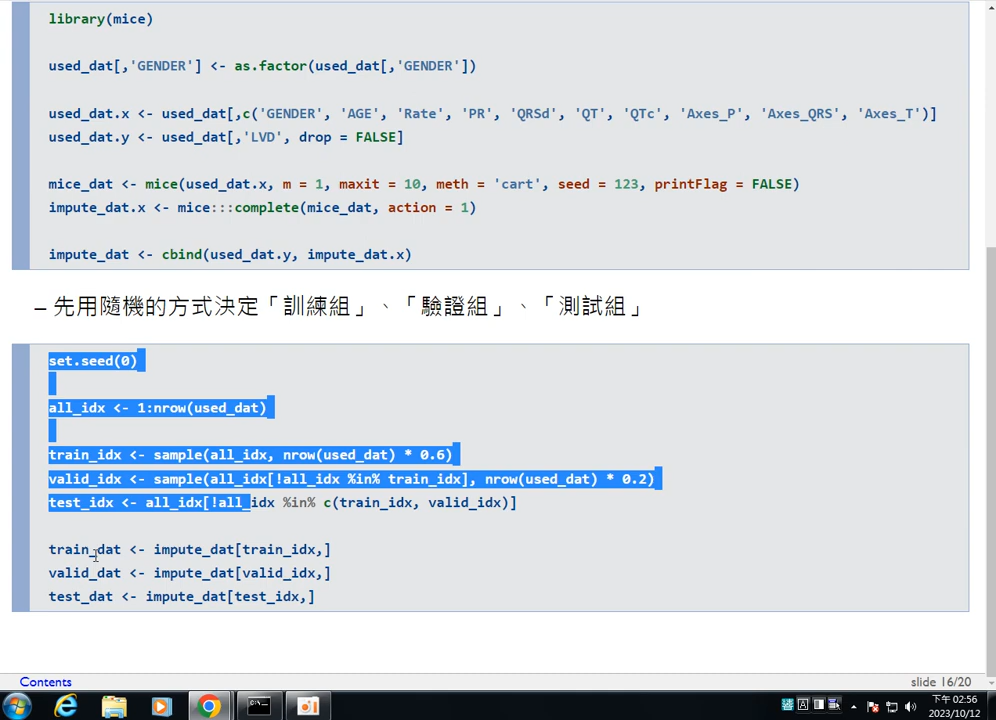 library(mice)
used_dat[,'GENDER'] <- as.factor(used_dat[,'GENDER'])
used_dat.x <- used_dat[,c('GENDER', 'AGE', 'Rate', 'PR', 'QRSd', 'QT', 'QTc', 'Axes_P', 'Axes_QRS', 'Axes_T')]
used_dat.y <- used_dat[,'LVD', drop = FALSE]
mice_dat <- mice(used_dat.x, m = 1, maxit = 10, meth = 'cart', seed = 123, printFlag = FALSE)
impute_dat.x <- mice:::complete(mice_dat, action = 1)
impute_dat <- cbind(used_dat.y, impute_dat.x)
– 先用隨機的方式決定「訓練組」、「驗證組」、「測試組」
set.seed(0)
all_idx <- 1:nrow(used_dat)
train_idx <- sample(all_idx, nrow(used_dat) * 0.6)
valid_idx <- sample(all_idx[!all_idx %in% train_idx], nrow(used_dat) * 0.2)
test_idx <- all_idx[!all_idx %in% c(train_idx, valid_idx)]
train_dat <- impute_dat[train_idx,]
valid_dat <- impute_dat[valid_idx,]
test_dat <- impute_dat[test_idx,]
Contents
slide 16/20
下午 02:56
2023/10/12